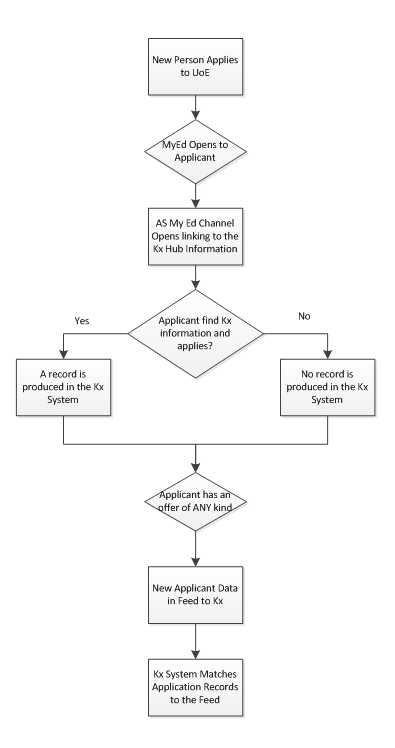 New Person Applies
to UoE
MyEd Opens to
Applicant
AS My Ed Channel
Opens linking to the
Kx Hub Information
Applicant find Kx
information and
applies?
Yes
No
A record is
produced in the Kx
System
No record is
produced in the Kx
System
Applicant has an
offer of ANY kind
New Applicant Data
in Feed to Kx
Kx System Matches
Application Records
to the Feed